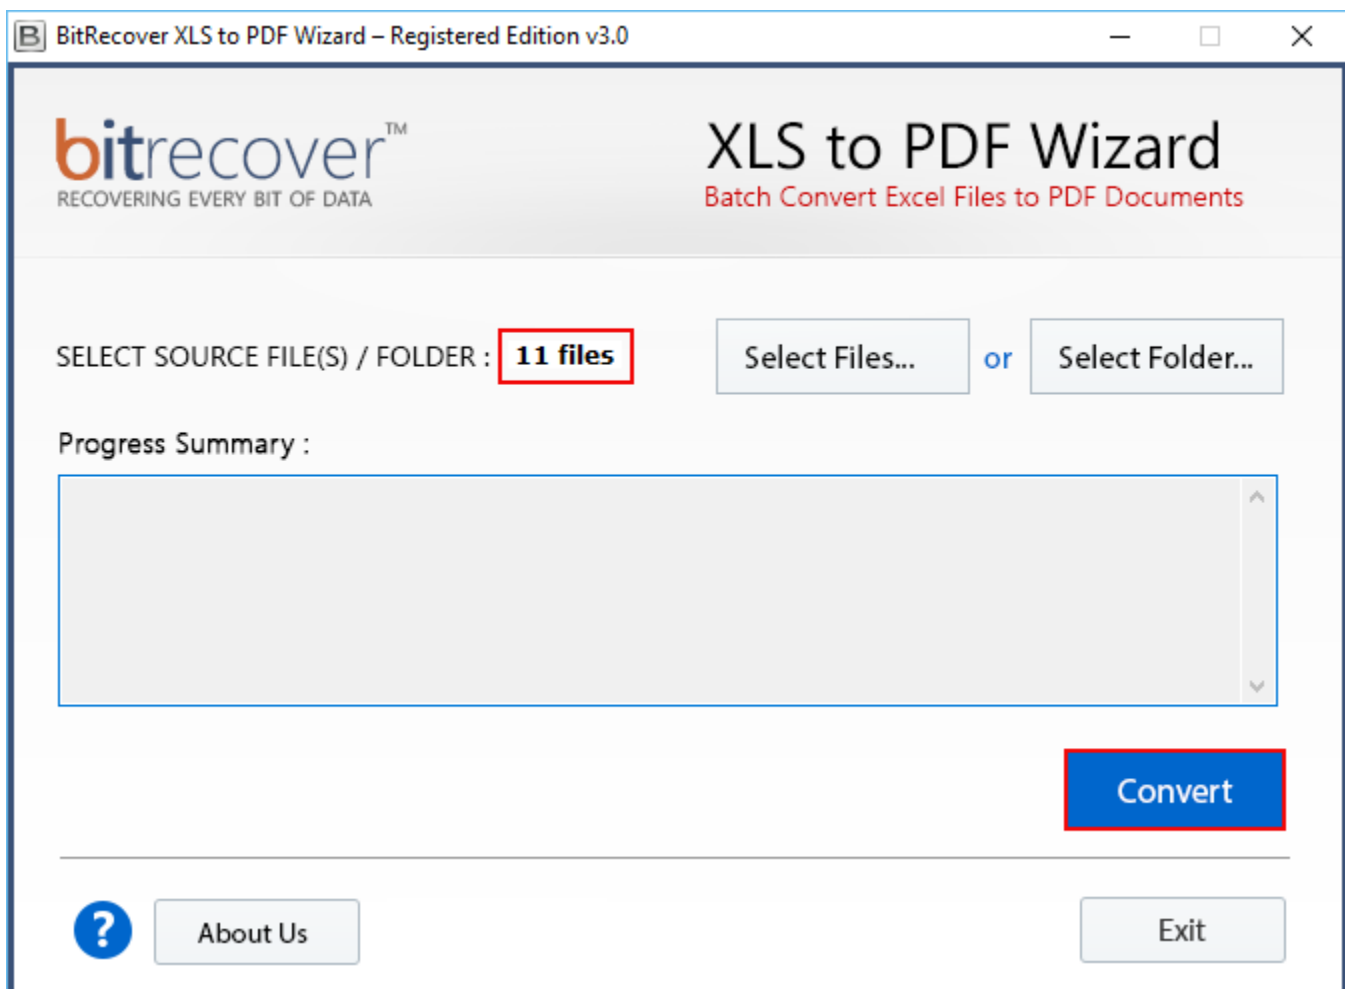 B BitRecover XLS to PDF Wizard – Registered Edition v3.0
bitrecover™
RECOVERING EVERY BIT OF DATA
XLS to PDF Wizard
Batch Convert Excel Files to PDF Documents
SELECT SOURCE FILE(S) / FOLDER : 11 files Select Files... or Select Folder...
Progress Summary :
Convert
? About Us Exit